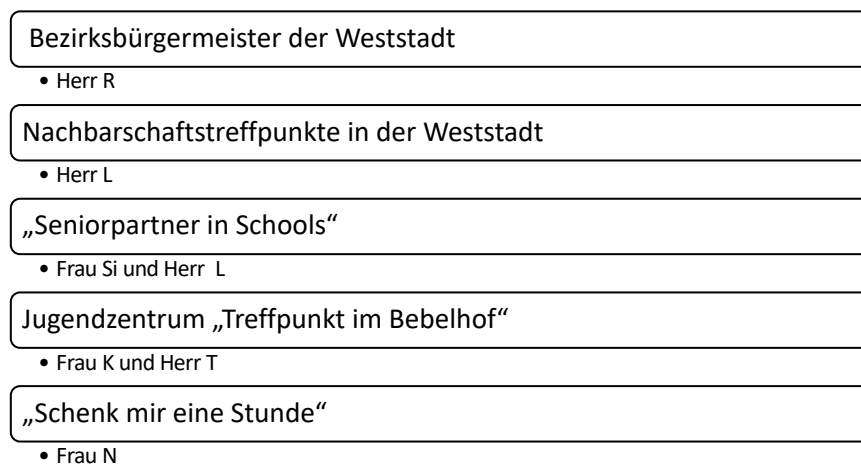 Bezirksbürgermeister der Weststadt
• Herr R
Nachbarschaftstreffpunkte in der Weststadt
• Herr L
„Seniorpartner in Schools“
• Frau Si und Herr L
Jugendzentrum „Treffpunkt im Bebelhof“
• Frau K und Herr T
„Schenk mir eine Stunde“
• Frau N